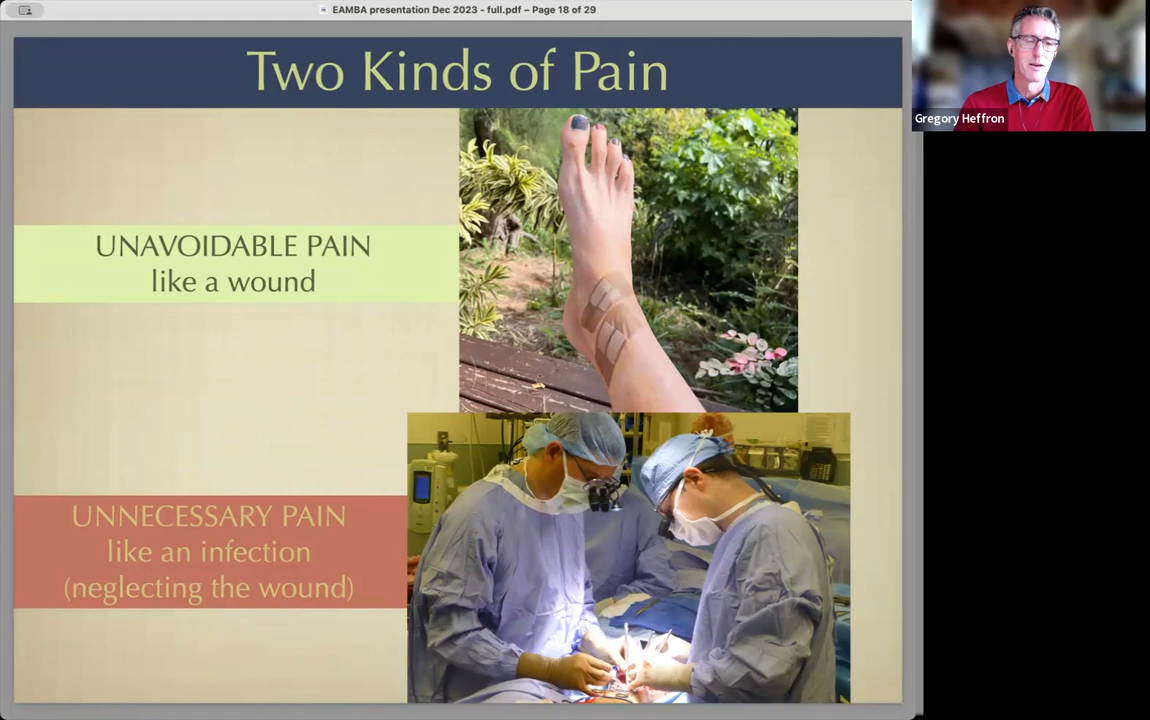 EAMBA presentation Dec 2023 - full.pdf – Page 18 of 29
Two Kinds of Pain
Gregory Heffron
UNAVOIDABLE PAIN
like a wound
UNNECESSARY PAIN
like an infection
(neglecting the wound)